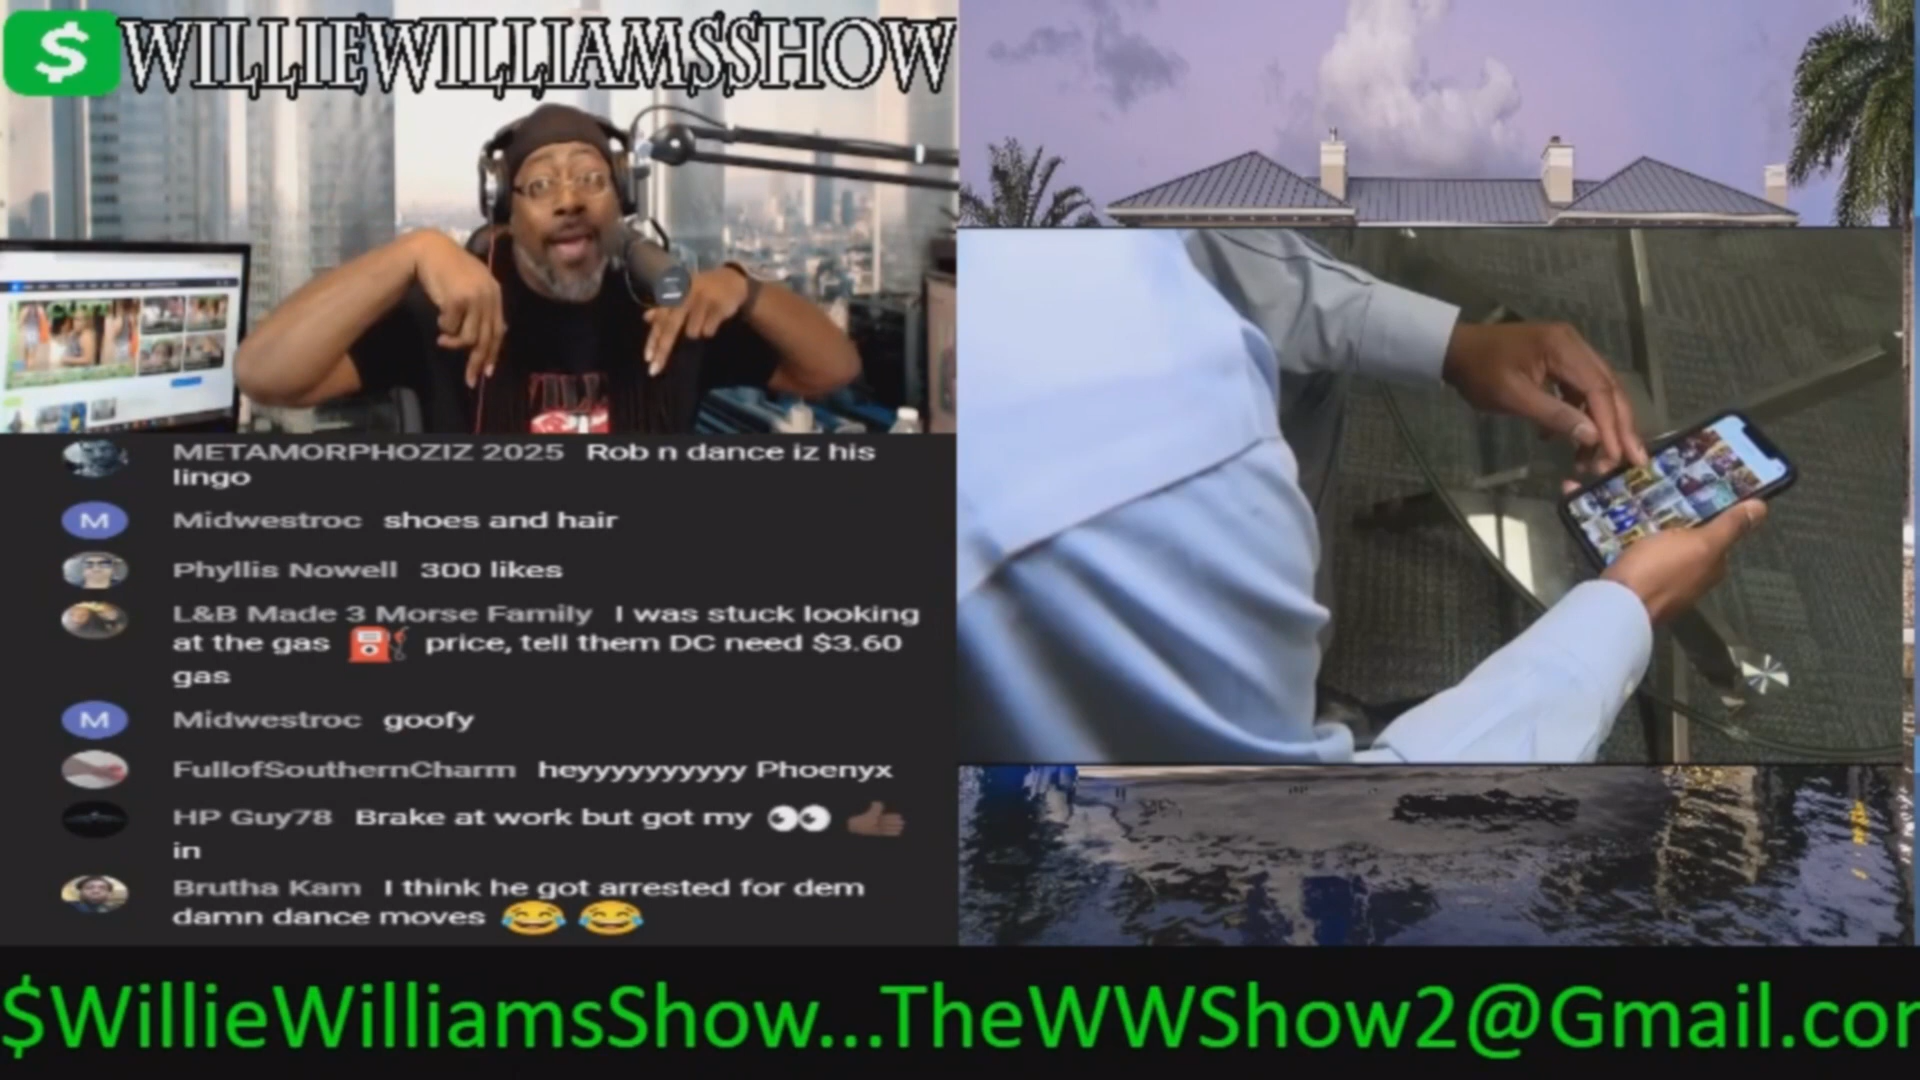 $ WILLIEWILLIAMSSHOW
METAMORPHOZIZ 2025 Rob n dance iz his
lingo
M Midwestroc shoes and hair
Phyllis Nowell 300 likes
L&B Made 3 Morse Family I was stuck looking
at the gas ⛽ price, tell them DC need $3.60
gas
M Midwestroc goofy
FullofSouthernCharm heyyyyyyyyyy Phoenyx
HP Guy78 Brake at work but got my 👀 👍🏿
in
Brutha Kam I think he got arrested for dem
damn dance moves 😂 😂
$WillieWilliamsShow...TheWWShow2@Gmail.co